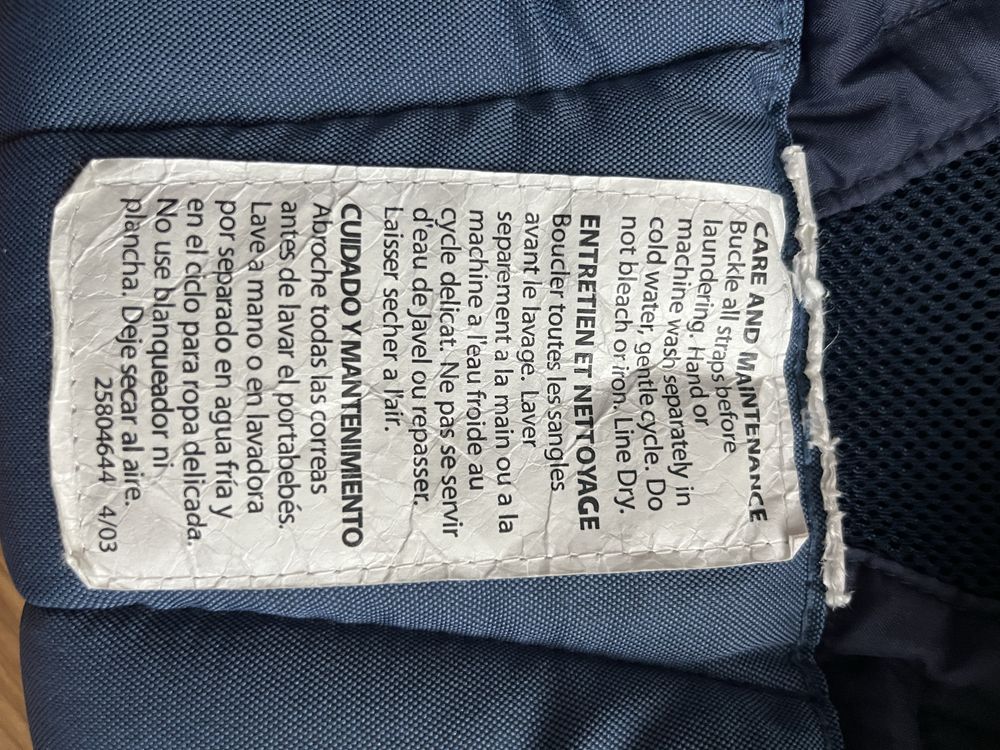 CARE AND MAINTENANCE
Buckle all straps before
laundering. Hand or
machine wash separately in
cold water, gentle cycle. Do
not bleach or iron. Line Dry.
ENTRETIEN ET NETTOYAGE
Boucler toutes les sangles
avant le lavage. Laver
separement a la main ou a la
machine a l'eau froide au
cycle delicat. Ne pas se servir
d'eau de Javel ou repasser.
Laisser secher a l'air.
CUIDADO Y MANTENIMIENTO
Abroche todas las correas
antes de lavar el portabebés.
Lave a mano o en lavadora
por separado en agua fría y
en el ciclo para ropa delicada.
No use blanqueador ni
plancha. Deje secar al aire.
25804644 4/03